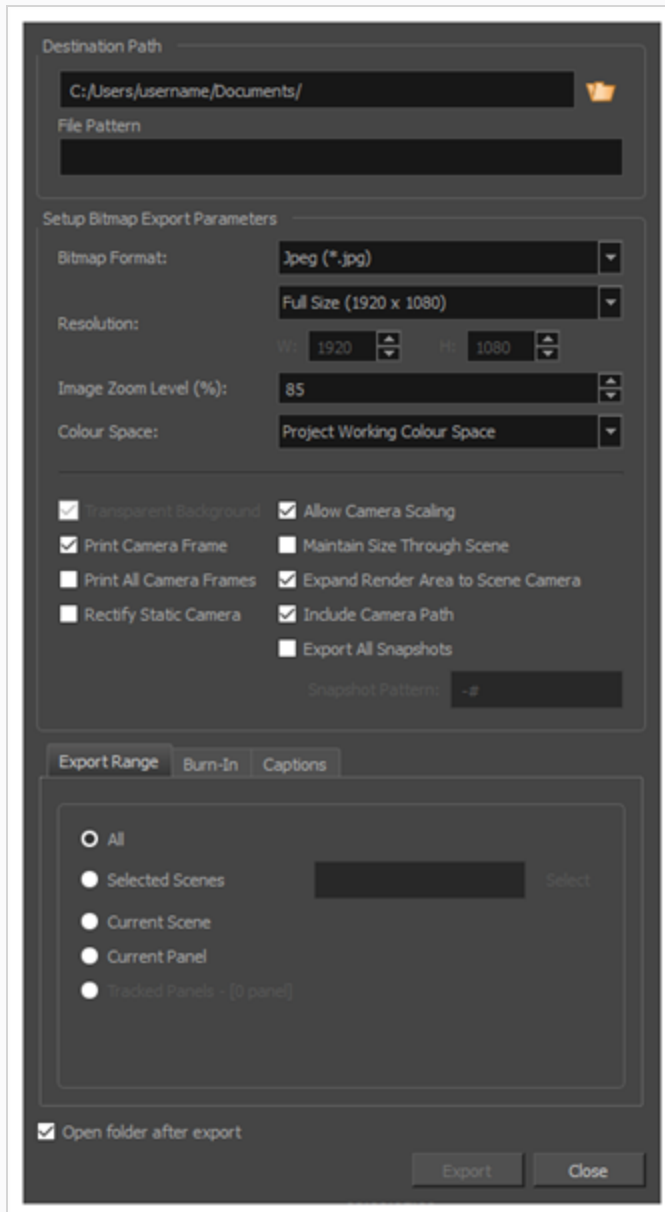 Destination Path
C:/Users/username/Documents/
File Pattern
Setup Bitmap Export Parameters
Bitmap Format: Jpeg (*.jpg)
Full Size (1920 x 1080)
Resolution:
W: 1920 H: 1080
Image Zoom Level (%): 85
Colour Space: Project Working Colour Space
Transparent Background Allow Camera Scaling
Print Camera Frame Maintain Size Through Scene
Print All Camera Frames Expand Render Area to Scene Camera
Rectify Static Camera Include Camera Path
Export All Snapshots
Snapshot Pattern: -#
Export Range Burn-In Captions
All
Selected Scenes Select
Current Scene
Current Panel
Tracked Panels - [0 panel]
Open folder after export
Export Close